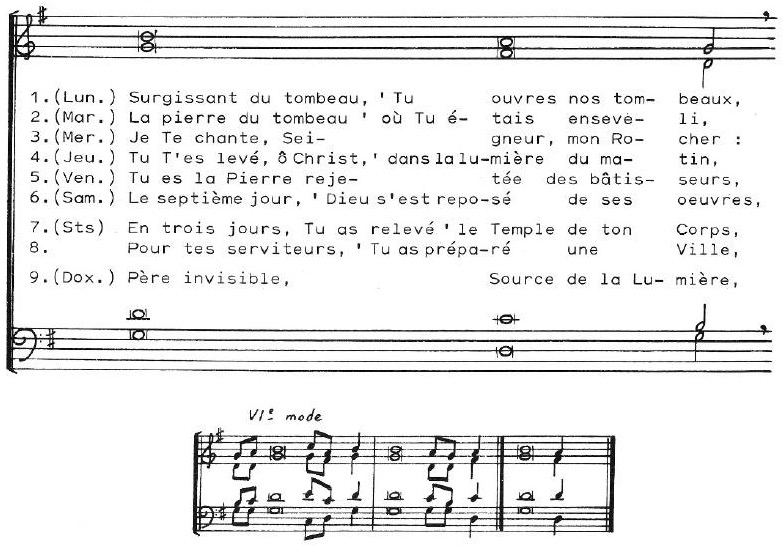 1.(Lun.) Surgissant du tombeau, ' Tu ouvres nos tom- beaux,
2.(Mar.) La pierre du tombeau ' où Tu é- tais enseve- li,
3.(Mer.) Je Te chante, Sei- gneur, mon Ro- cher :
4.(Jeu.) Tu T'es levé, ô Christ, ' dans la lu-mière du ma- tin,
5.(Ven.) Tu es la Pierre reje- tée des bâtis- seurs,
6.(Sam.) Le septième jour, ' Dieu s'est repo-sé de ses oeuvres,
7.(Sts) En trois jours, Tu as relevé ' le Temple de ton Corps,
8. Pour tes serviteurs, ' Tu as prépa-ré une Ville,
9.(Dox.) Père invisible, Source de la Lu- mière,
VIe mode